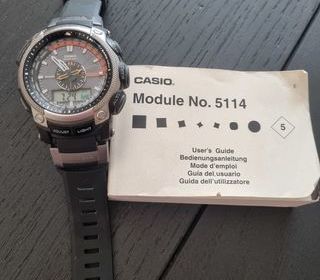 ADJUST LIGHT
CASIO
Module No. 5114
5
User's Guide
Bedienungsanleitung
Mode d'emploi
Guía del usuario
Guida dell'utilizzatore